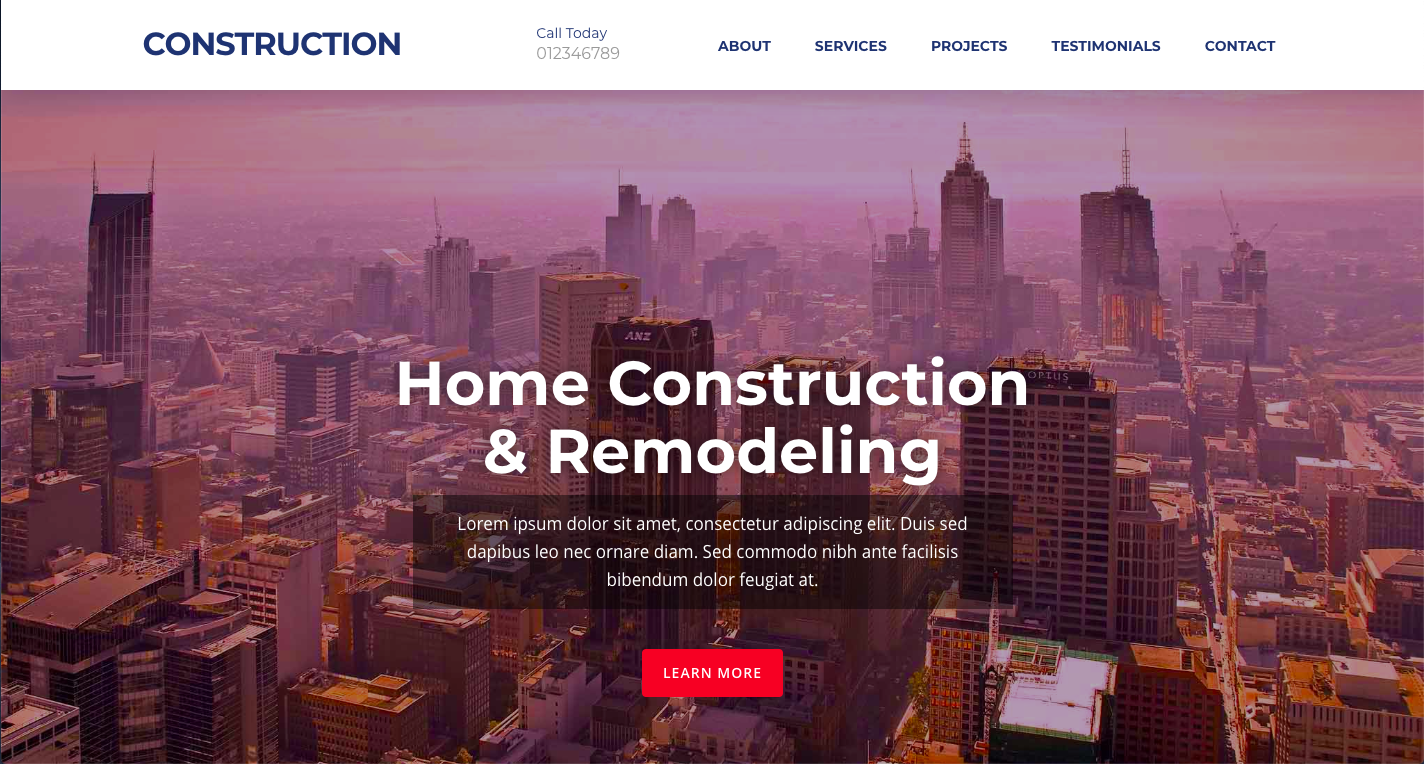 CONSTRUCTION
Call Today
012346789
ABOUT SERVICES PROJECTS TESTIMONIALS CONTACT
ANZ
OPTUS
Home Construction
& Remodeling
Lorem ipsum dolor sit amet, consectetur adipiscing elit. Duis sed
dapibus leo nec ornare diam. Sed commodo nibh ante facilisis
bibendum dolor feugiat at.
LEARN MORE